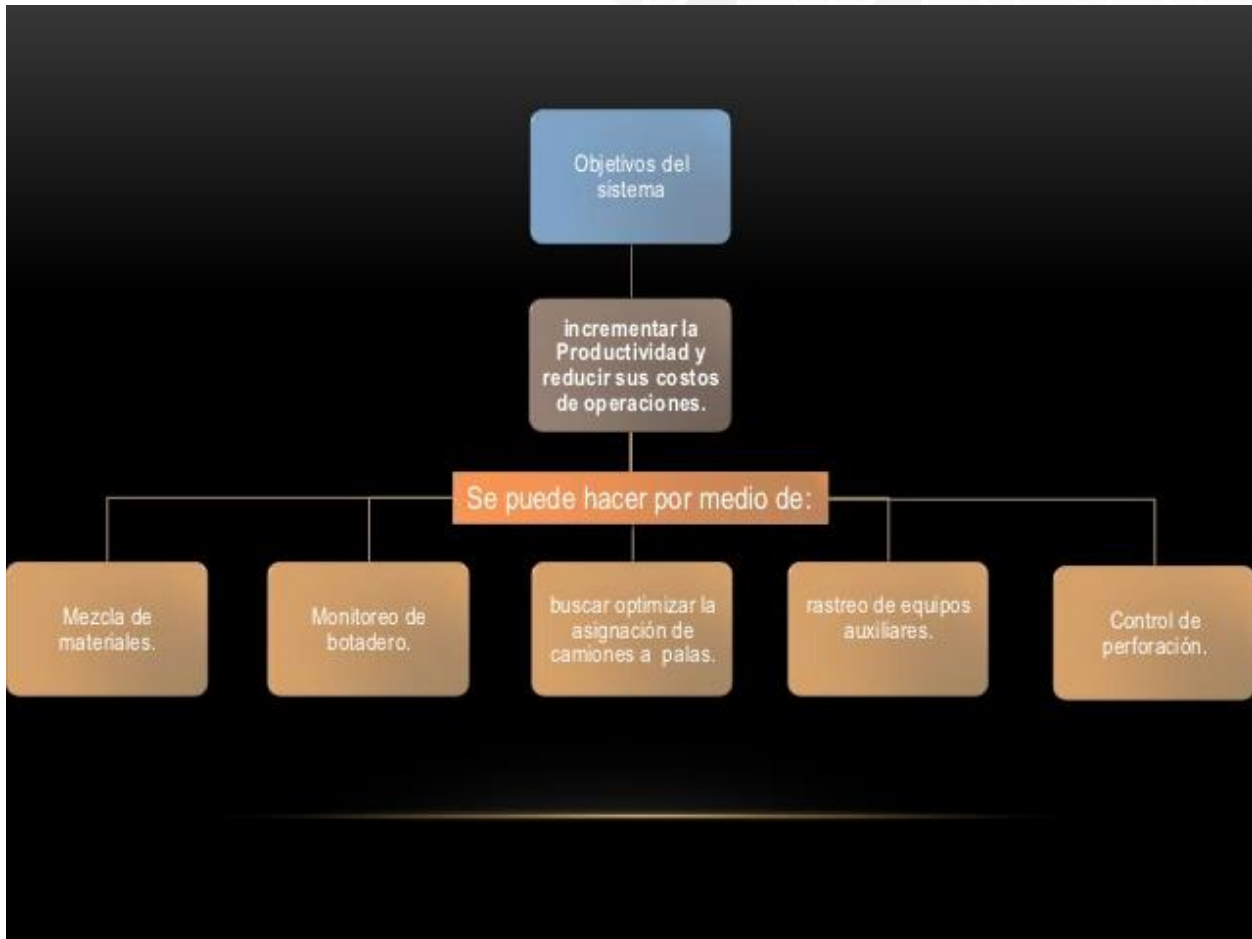 Objetivos del
sistema
incrementar la
Productividad y
reducir sus costos
de operaciones.
Se puede hacer por medio de:
Mezcla de
materiales.
Monitoreo de
botadero.
buscar optimizar la
asignación de
camiones a palas.
rastreo de equipos
auxiliares.
Control de
perforación.